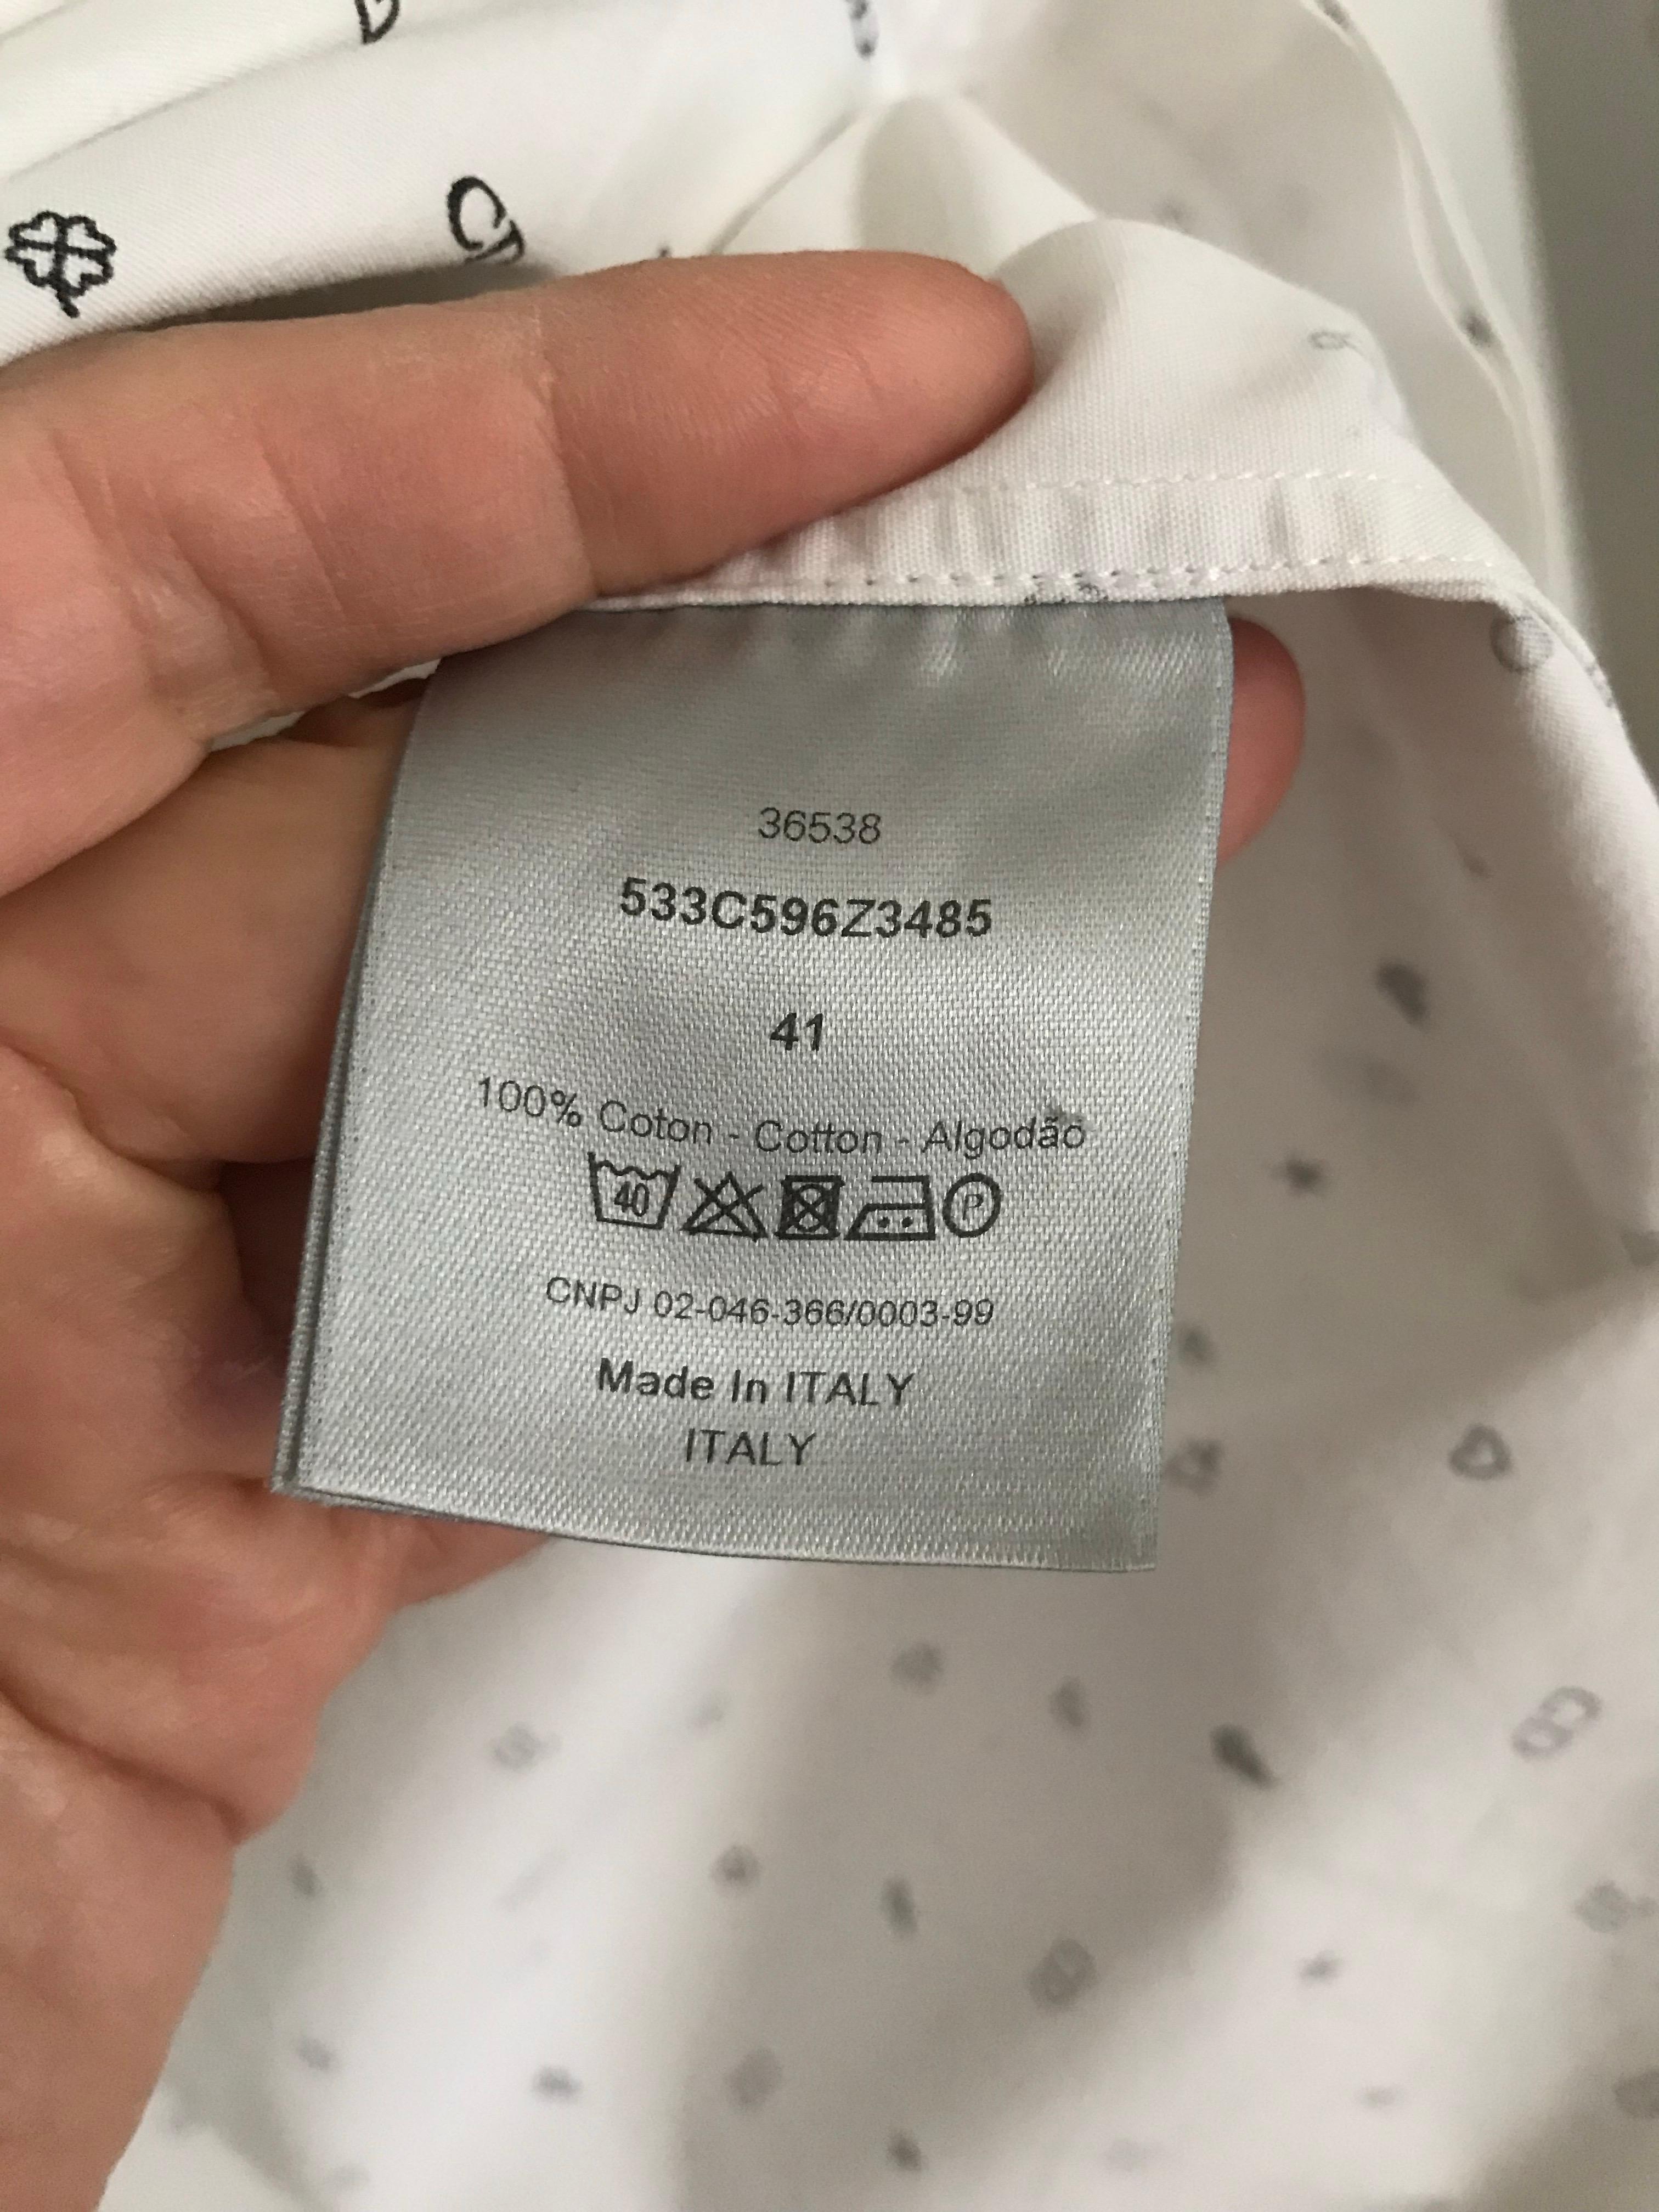 36538
533C596Z3485
41
100% Coton - Cotton - Algodão
40
P
CNPJ 02-046-366/0003-99
Made In ITALY
ITALY